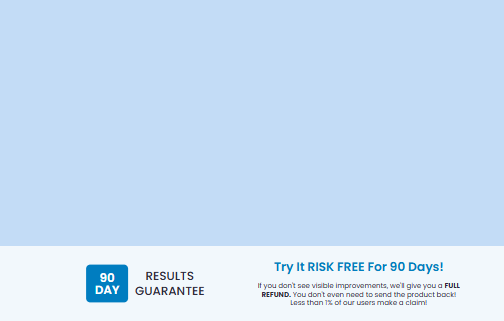 90
DAY
RESULTS
GUARANTEE
Try It RISK FREE For 90 Days!
If you don't see visible improvements, we'll give you a FULL
REFUND. You don't even need to send the product back!
Less than 1% of our users make a claim!